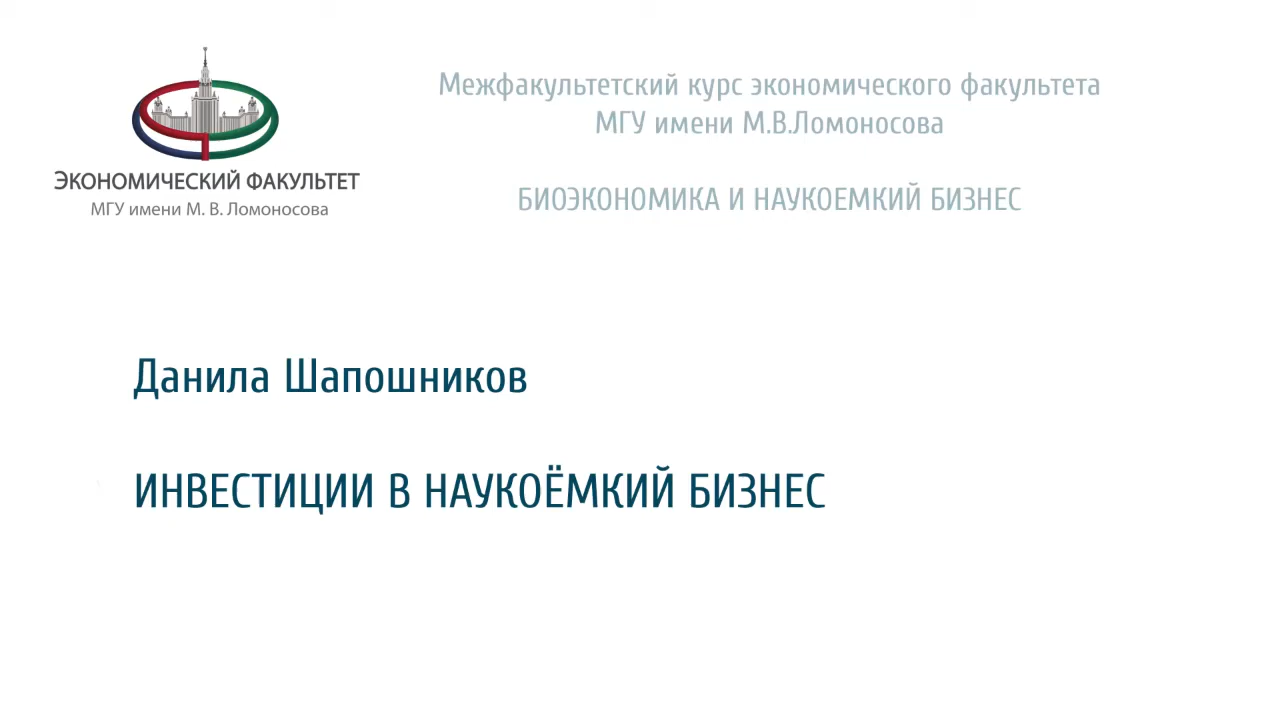 ЭКОНОМИЧЕСКИЙ ФАКУЛЬТЕТ
МГУ имени М. В. Ломоносова
Межфакультетский курс экономического факультета
МГУ имени М.В.Ломоносова
БИОЭКОНОМИКА И НАУКОЕМКИЙ БИЗНЕС
Данила Шапошников
ИНВЕСТИЦИИ В НАУКОЁМКИЙ БИЗНЕС